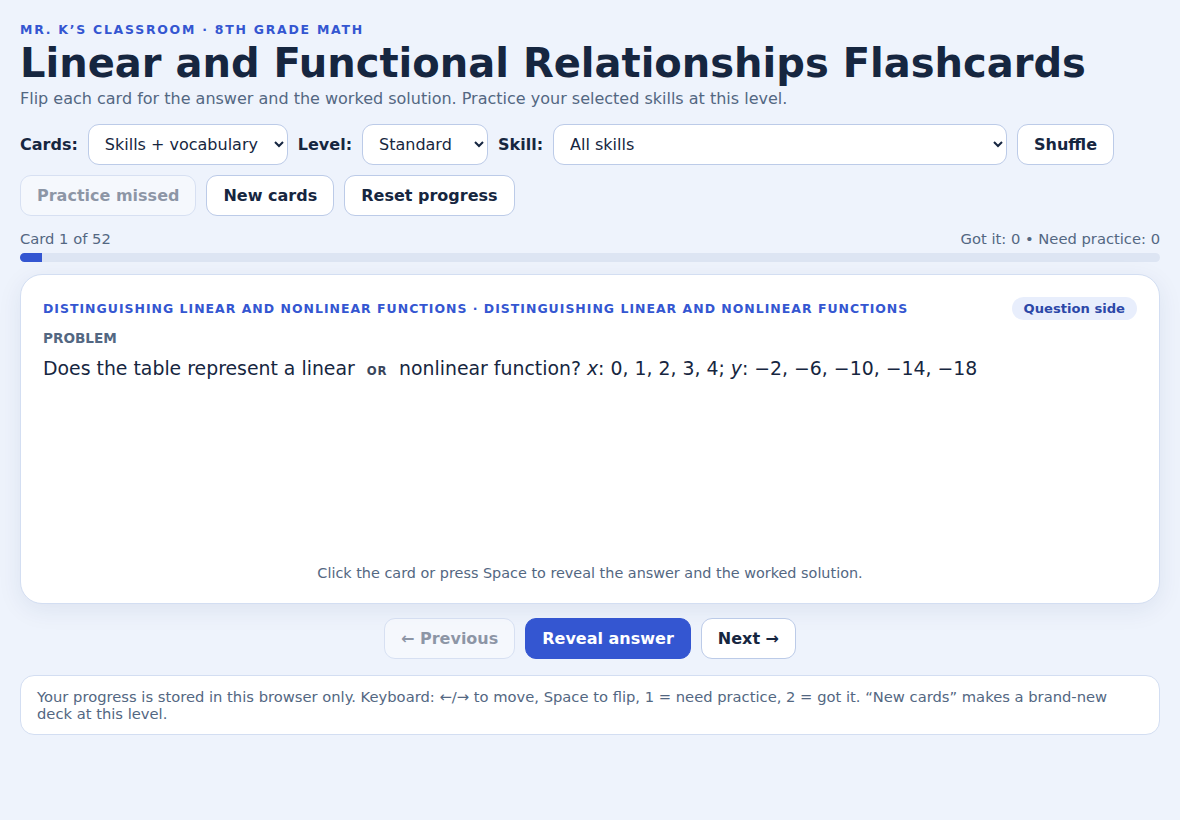 MR. K’S CLASSROOM · 8TH GRADE MATH
Linear and Functional Relationships Flashcards
Flip each card for the answer and the worked solution. Practice your selected skills at this level.
Cards: Skills + vocabulary Level: Standard Skill: All skills Shuffle
Practice missed New cards Reset progress
Card 1 of 52 Got it: 0 • Need practice: 0
DISTINGUISHING LINEAR AND NONLINEAR FUNCTIONS · DISTINGUISHING LINEAR AND NONLINEAR FUNCTIONS Question side
PROBLEM
Does the table represent a linear OR nonlinear function? x: 0, 1, 2, 3, 4; y: −2, −6, −10, −14, −18
Click the card or press Space to reveal the answer and the worked solution.
← Previous Reveal answer Next →
Your progress is stored in this browser only. Keyboard: ←/→ to move, Space to flip, 1 = need practice, 2 = got it. “New cards” makes a brand-new
deck at this level.